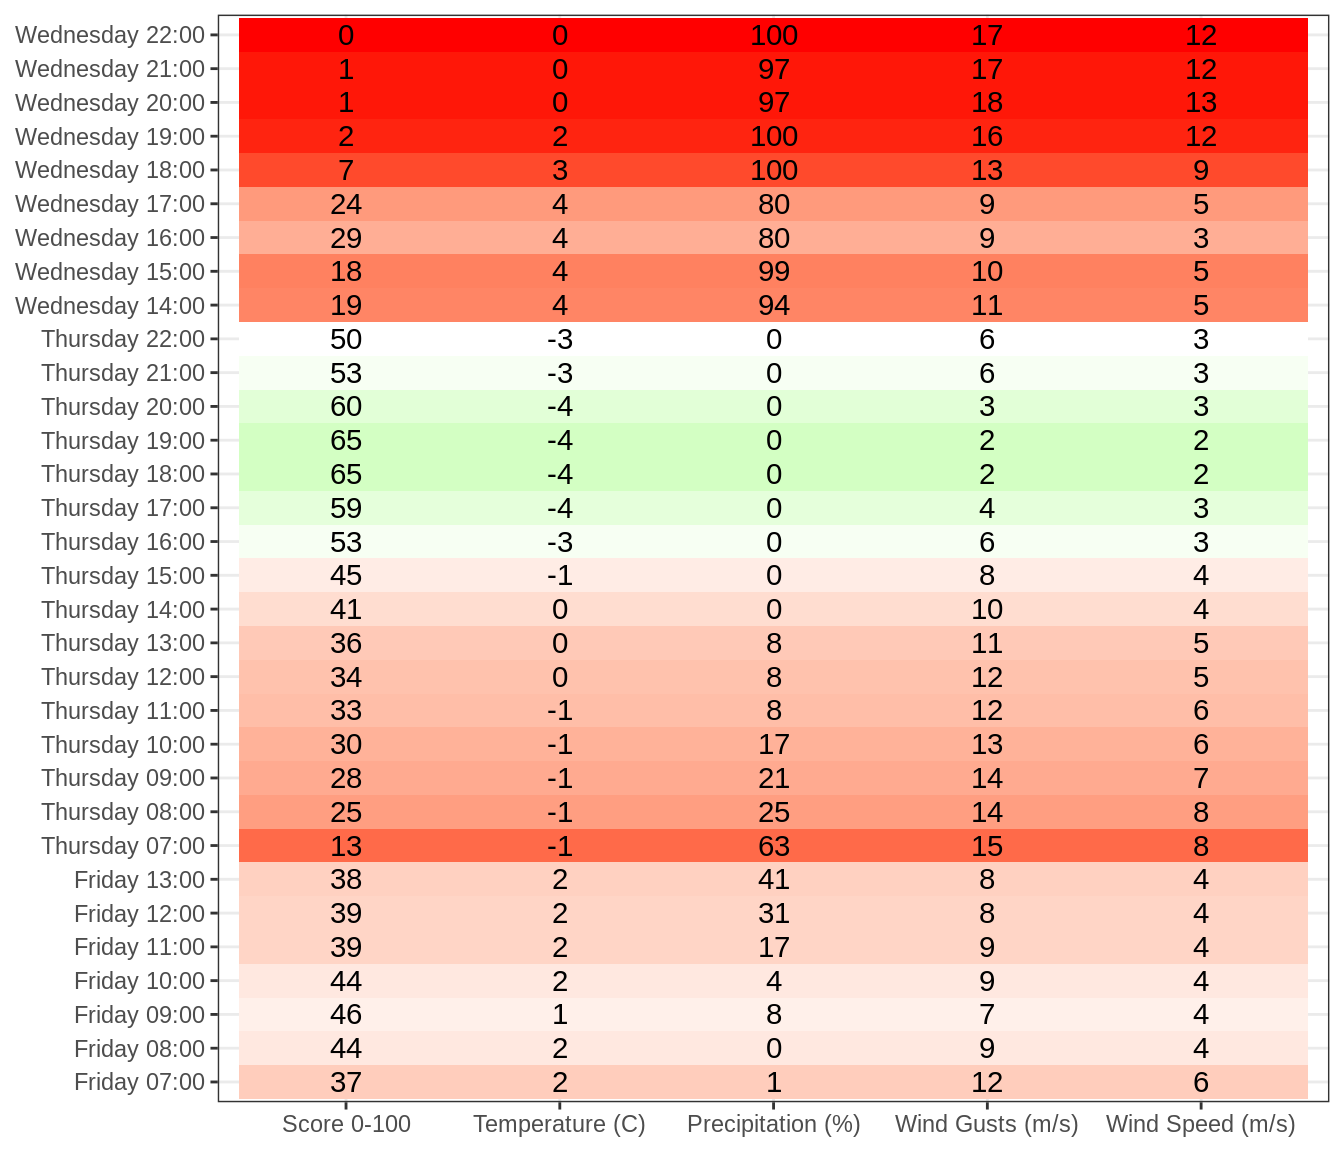 Wednesday 22:00 0 0 100 17 12
Wednesday 21:00 1 0 97 17 12
Wednesday 20:00 1 0 97 18 13
Wednesday 19:00 2 2 100 16 12
Wednesday 18:00 7 3 100 13 9
Wednesday 17:00 24 4 80 9 5
Wednesday 16:00 29 4 80 9 3
Wednesday 15:00 18 4 99 10 5
Wednesday 14:00 19 4 94 11 5
Thursday 22:00 50 -3 0 6 3
Thursday 21:00 53 -3 0 6 3
Thursday 20:00 60 -4 0 3 3
Thursday 19:00 65 -4 0 2 2
Thursday 18:00 65 -4 0 2 2
Thursday 17:00 59 -4 0 4 3
Thursday 16:00 53 -3 0 6 3
Thursday 15:00 45 -1 0 8 4
Thursday 14:00 41 0 0 10 4
Thursday 13:00 36 0 8 11 5
Thursday 12:00 34 0 8 12 5
Thursday 11:00 33 -1 8 12 6
Thursday 10:00 30 -1 17 13 6
Thursday 09:00 28 -1 21 14 7
Thursday 08:00 25 -1 25 14 8
Thursday 07:00 13 -1 63 15 8
Friday 13:00 38 2 41 8 4
Friday 12:00 39 2 31 8 4
Friday 11:00 39 2 17 9 4
Friday 10:00 44 2 4 9 4
Friday 09:00 46 1 8 7 4
Friday 08:00 44 2 0 9 4
Friday 07:00 37 2 1 12 6
Score 0-100 Temperature (C) Precipitation (%) Wind Gusts (m/s) Wind Speed (m/s)